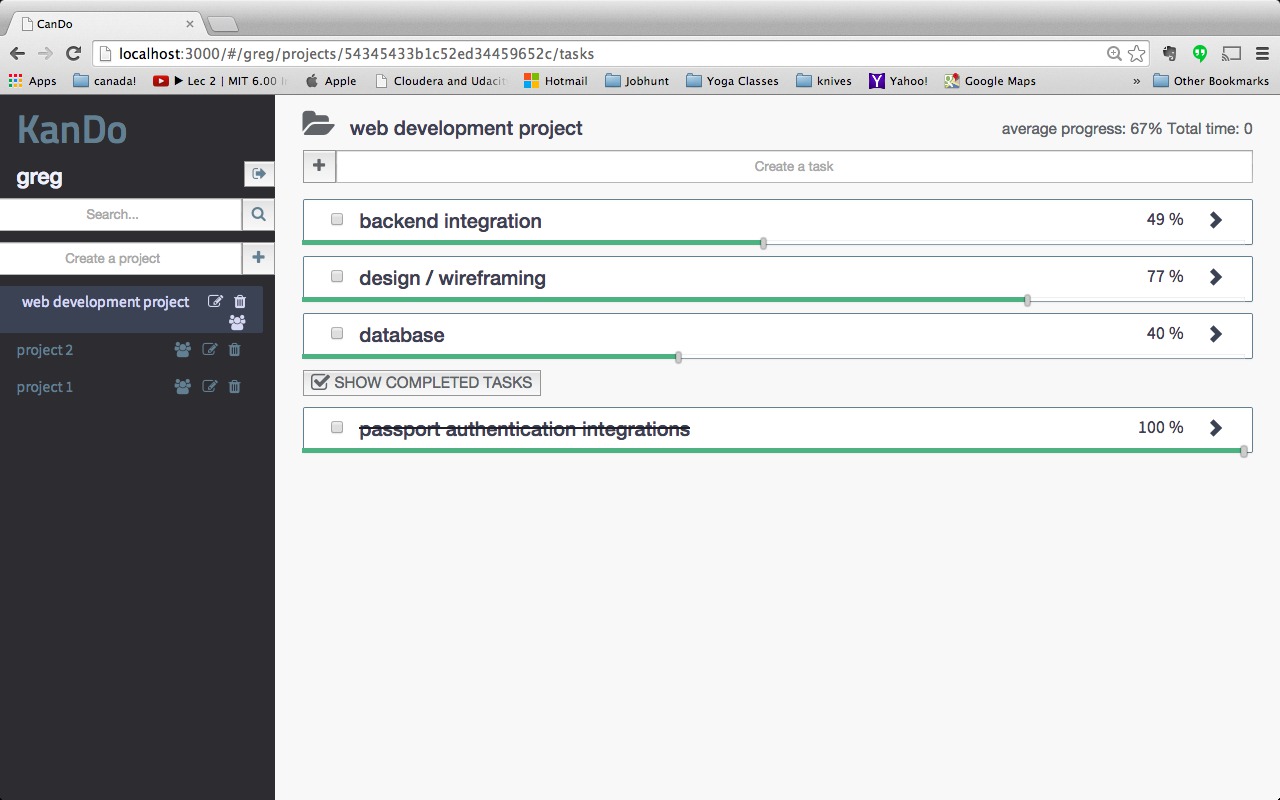 CanDo
localhost:3000/#/greg/projects/54345433b1c52ed34459652c/tasks
Apps canada! ▶ Lec 2 | MIT 6.00 Apple Cloudera and Udacit Hotmail Jobhunt Yoga Classes knives Yahoo! Google Maps » Other Bookmarks
KanDo
greg
Search...
Create a project
web development project
project 2
project 1
web development project
average progress: 67% Total time: 0
Create a task
backend integration 49 %
design / wireframing 77 %
database 40 %
SHOW COMPLETED TASKS
passport authentication integrations 100 %